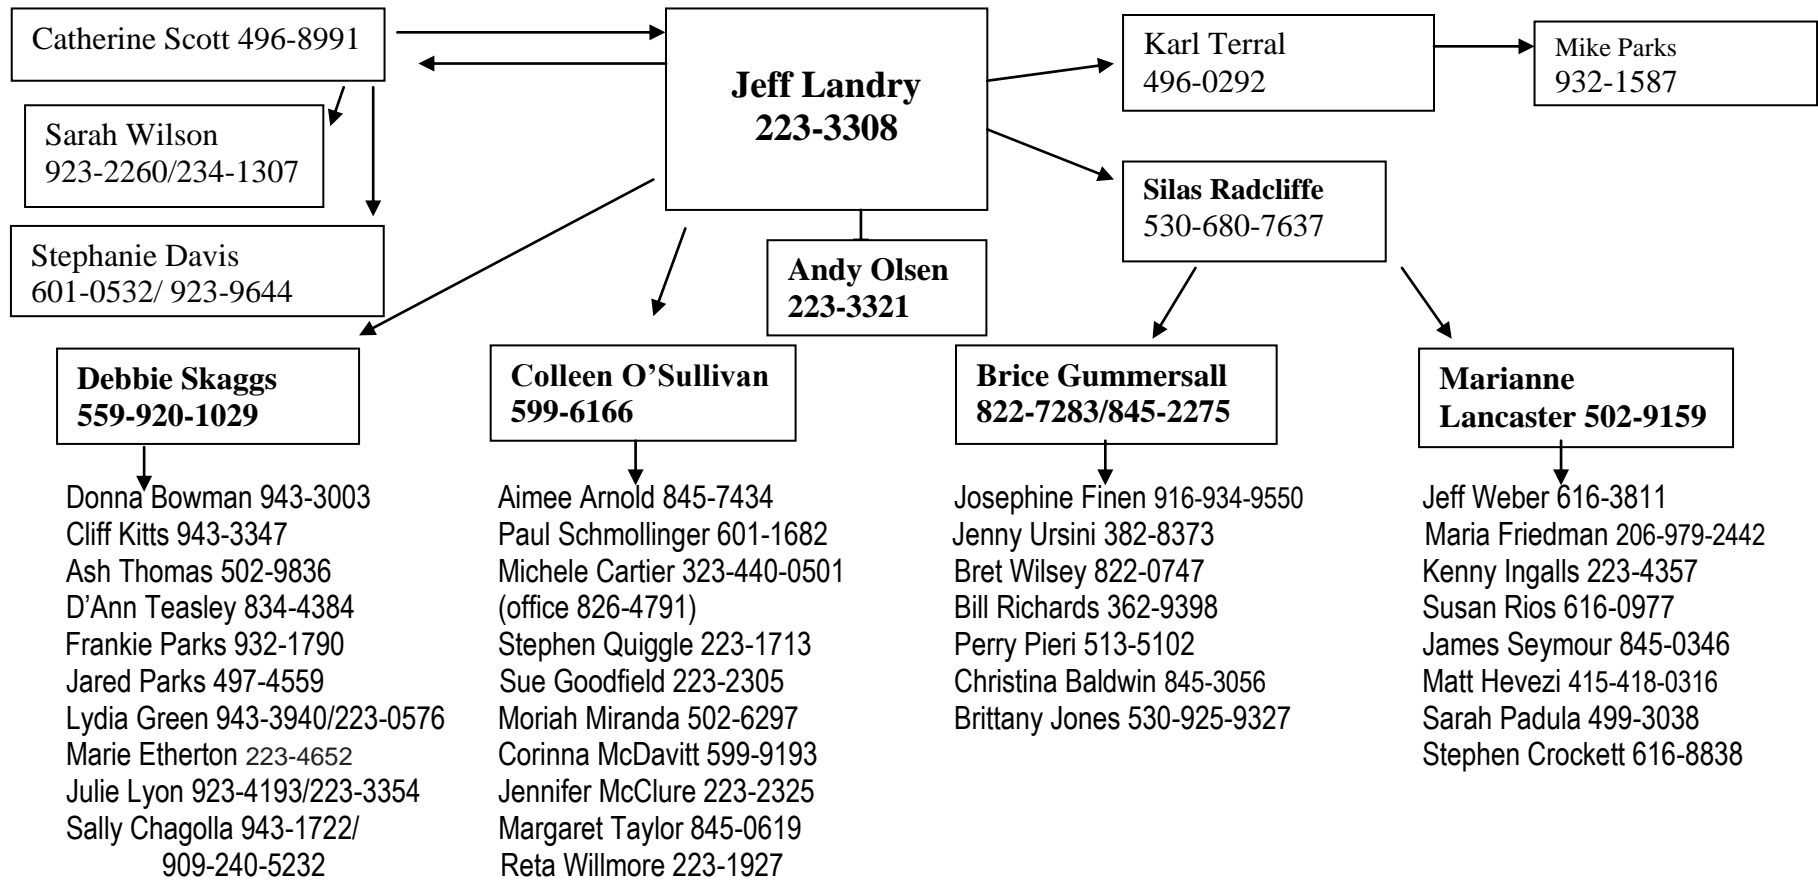 Catherine Scott 496-8991
Jeff Landry
223-3308
Karl Terral
496-0292
Mike Parks
932-1587
Sarah Wilson
923-2260/234-1307
Silas Radcliffe
530-680-7637
Stephanie Davis
601-0532/ 923-9644
Andy Olsen
223-3321
Debbie Skaggs
559-920-1029
Colleen O’Sullivan
599-6166
Brice Gummersall
822-7283/845-2275
Marianne
Lancaster 502-9159
Donna Bowman 943-3003
Cliff Kitts 943-3347
Ash Thomas 502-9836
D’Ann Teasley 834-4384
Frankie Parks 932-1790
Jared Parks 497-4559
Lydia Green 943-3940/223-0576
Marie Etherton 223-4652
Julie Lyon 923-4193/223-3354
Sally Chagolla 943-1722/
909-240-5232
Aimee Arnold 845-7434
Paul Schmollinger 601-1682
Michele Cartier 323-440-0501
(office 826-4791)
Stephen Quiggle 223-1713
Sue Goodfield 223-2305
Moriah Miranda 502-6297
Corinna McDavitt 599-9193
Jennifer McClure 223-2325
Margaret Taylor 845-0619
Reta Willmore 223-1927
Josephine Finen 916-934-9550
Jenny Ursini 382-8373
Bret Wilsey 822-0747
Bill Richards 362-9398
Perry Pieri 513-5102
Christina Baldwin 845-3056
Brittany Jones 530-925-9327
Jeff Weber 616-3811
Maria Friedman 206-979-2442
Kenny Ingalls 223-4357
Susan Rios 616-0977
James Seymour 845-0346
Matt Hevezi 415-418-0316
Sarah Padula 499-3038
Stephen Crockett 616-8838